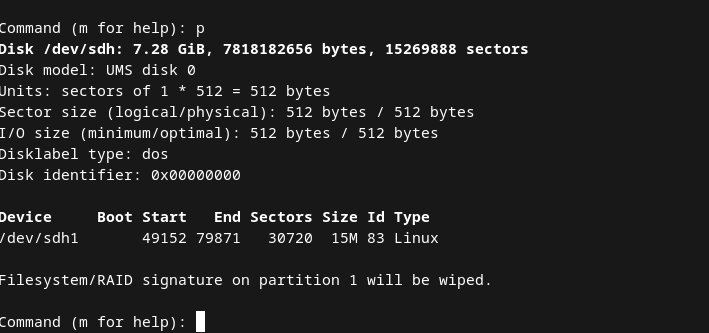 Command (m for help): p
Disk /dev/sdh: 7.28 GiB, 7818182656 bytes, 15269888 sectors
Disk model: UMS disk 0
Units: sectors of 1 * 512 = 512 bytes
Sector size (logical/physical): 512 bytes / 512 bytes
I/O size (minimum/optimal): 512 bytes / 512 bytes
Disklabel type: dos
Disk identifier: 0x00000000
Device     Boot Start   End Sectors Size Id Type
/dev/sdh1       49152 79871   30720  15M 83 Linux
Filesystem/RAID signature on partition 1 will be wiped.
Command (m for help):